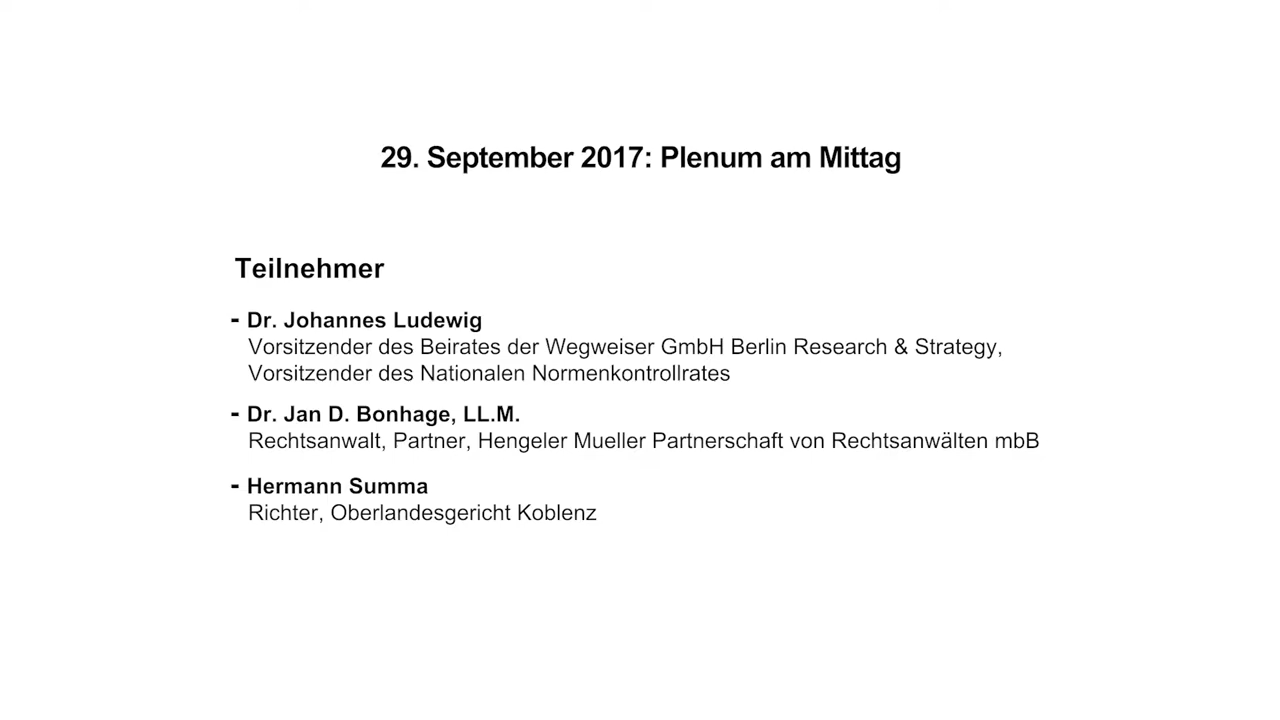 29. September 2017: Plenum am Mittag
Teilnehmer
- Dr. Johannes Ludewig
Vorsitzender des Beirates der Wegweiser GmbH Berlin Research & Strategy,
Vorsitzender des Nationalen Normenkontrollrates
- Dr. Jan D. Bonhage, LL.M.
Rechtsanwalt, Partner, Hengeler Mueller Partnerschaft von Rechtsanwälten mbB
- Hermann Summa
Richter, Oberlandesgericht Koblenz